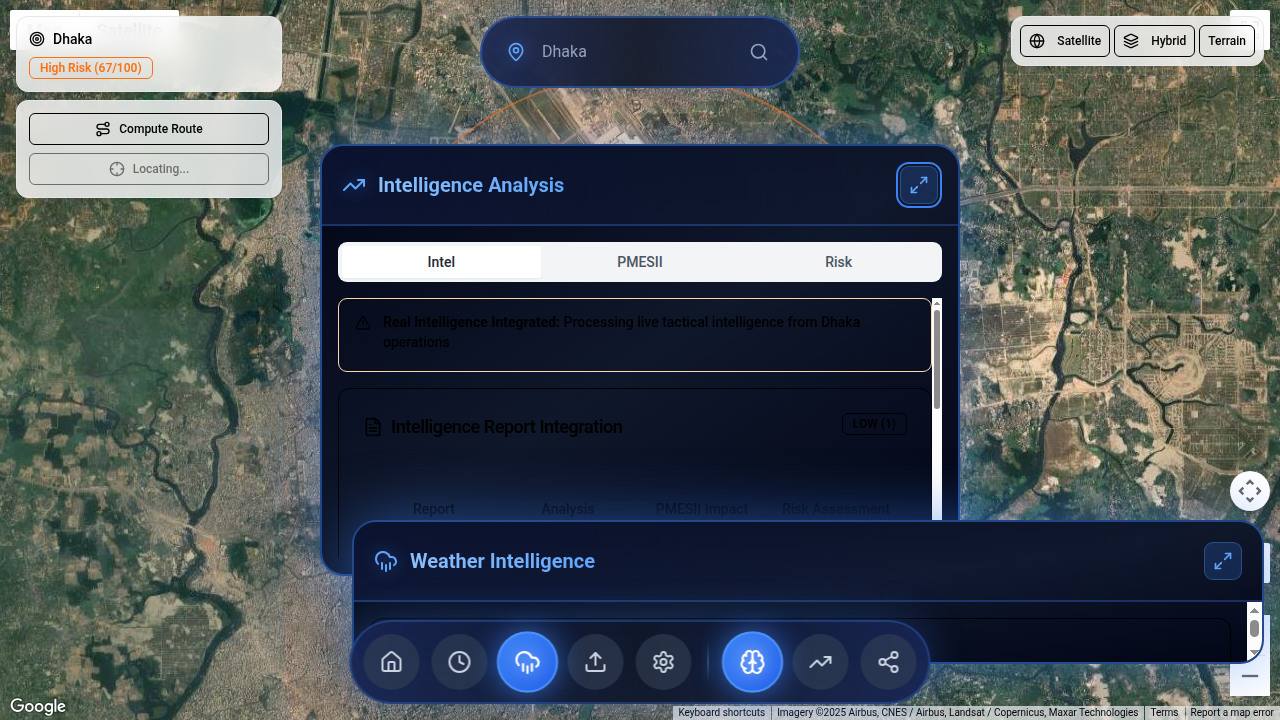 Satellite
Dhaka
High Risk (67/100)
Compute Route
Locating...
Dhaka
Satellite
Hybrid
Terrain
Intelligence Analysis
Intel
PMESII
Risk
Real Intelligence Integrated: Processing live tactical intelligence from Dhaka
operations
Intelligence Report Integration
LOW (1)
Report
Analysis
PMESII Impact
Risk Assessment
Weather Intelligence
Google
Keyboard shortcuts
Imagery ©2025 Airbus, CNES / Airbus, Landsat / Copernicus, Maxar Technologies
Terms
Report a map error